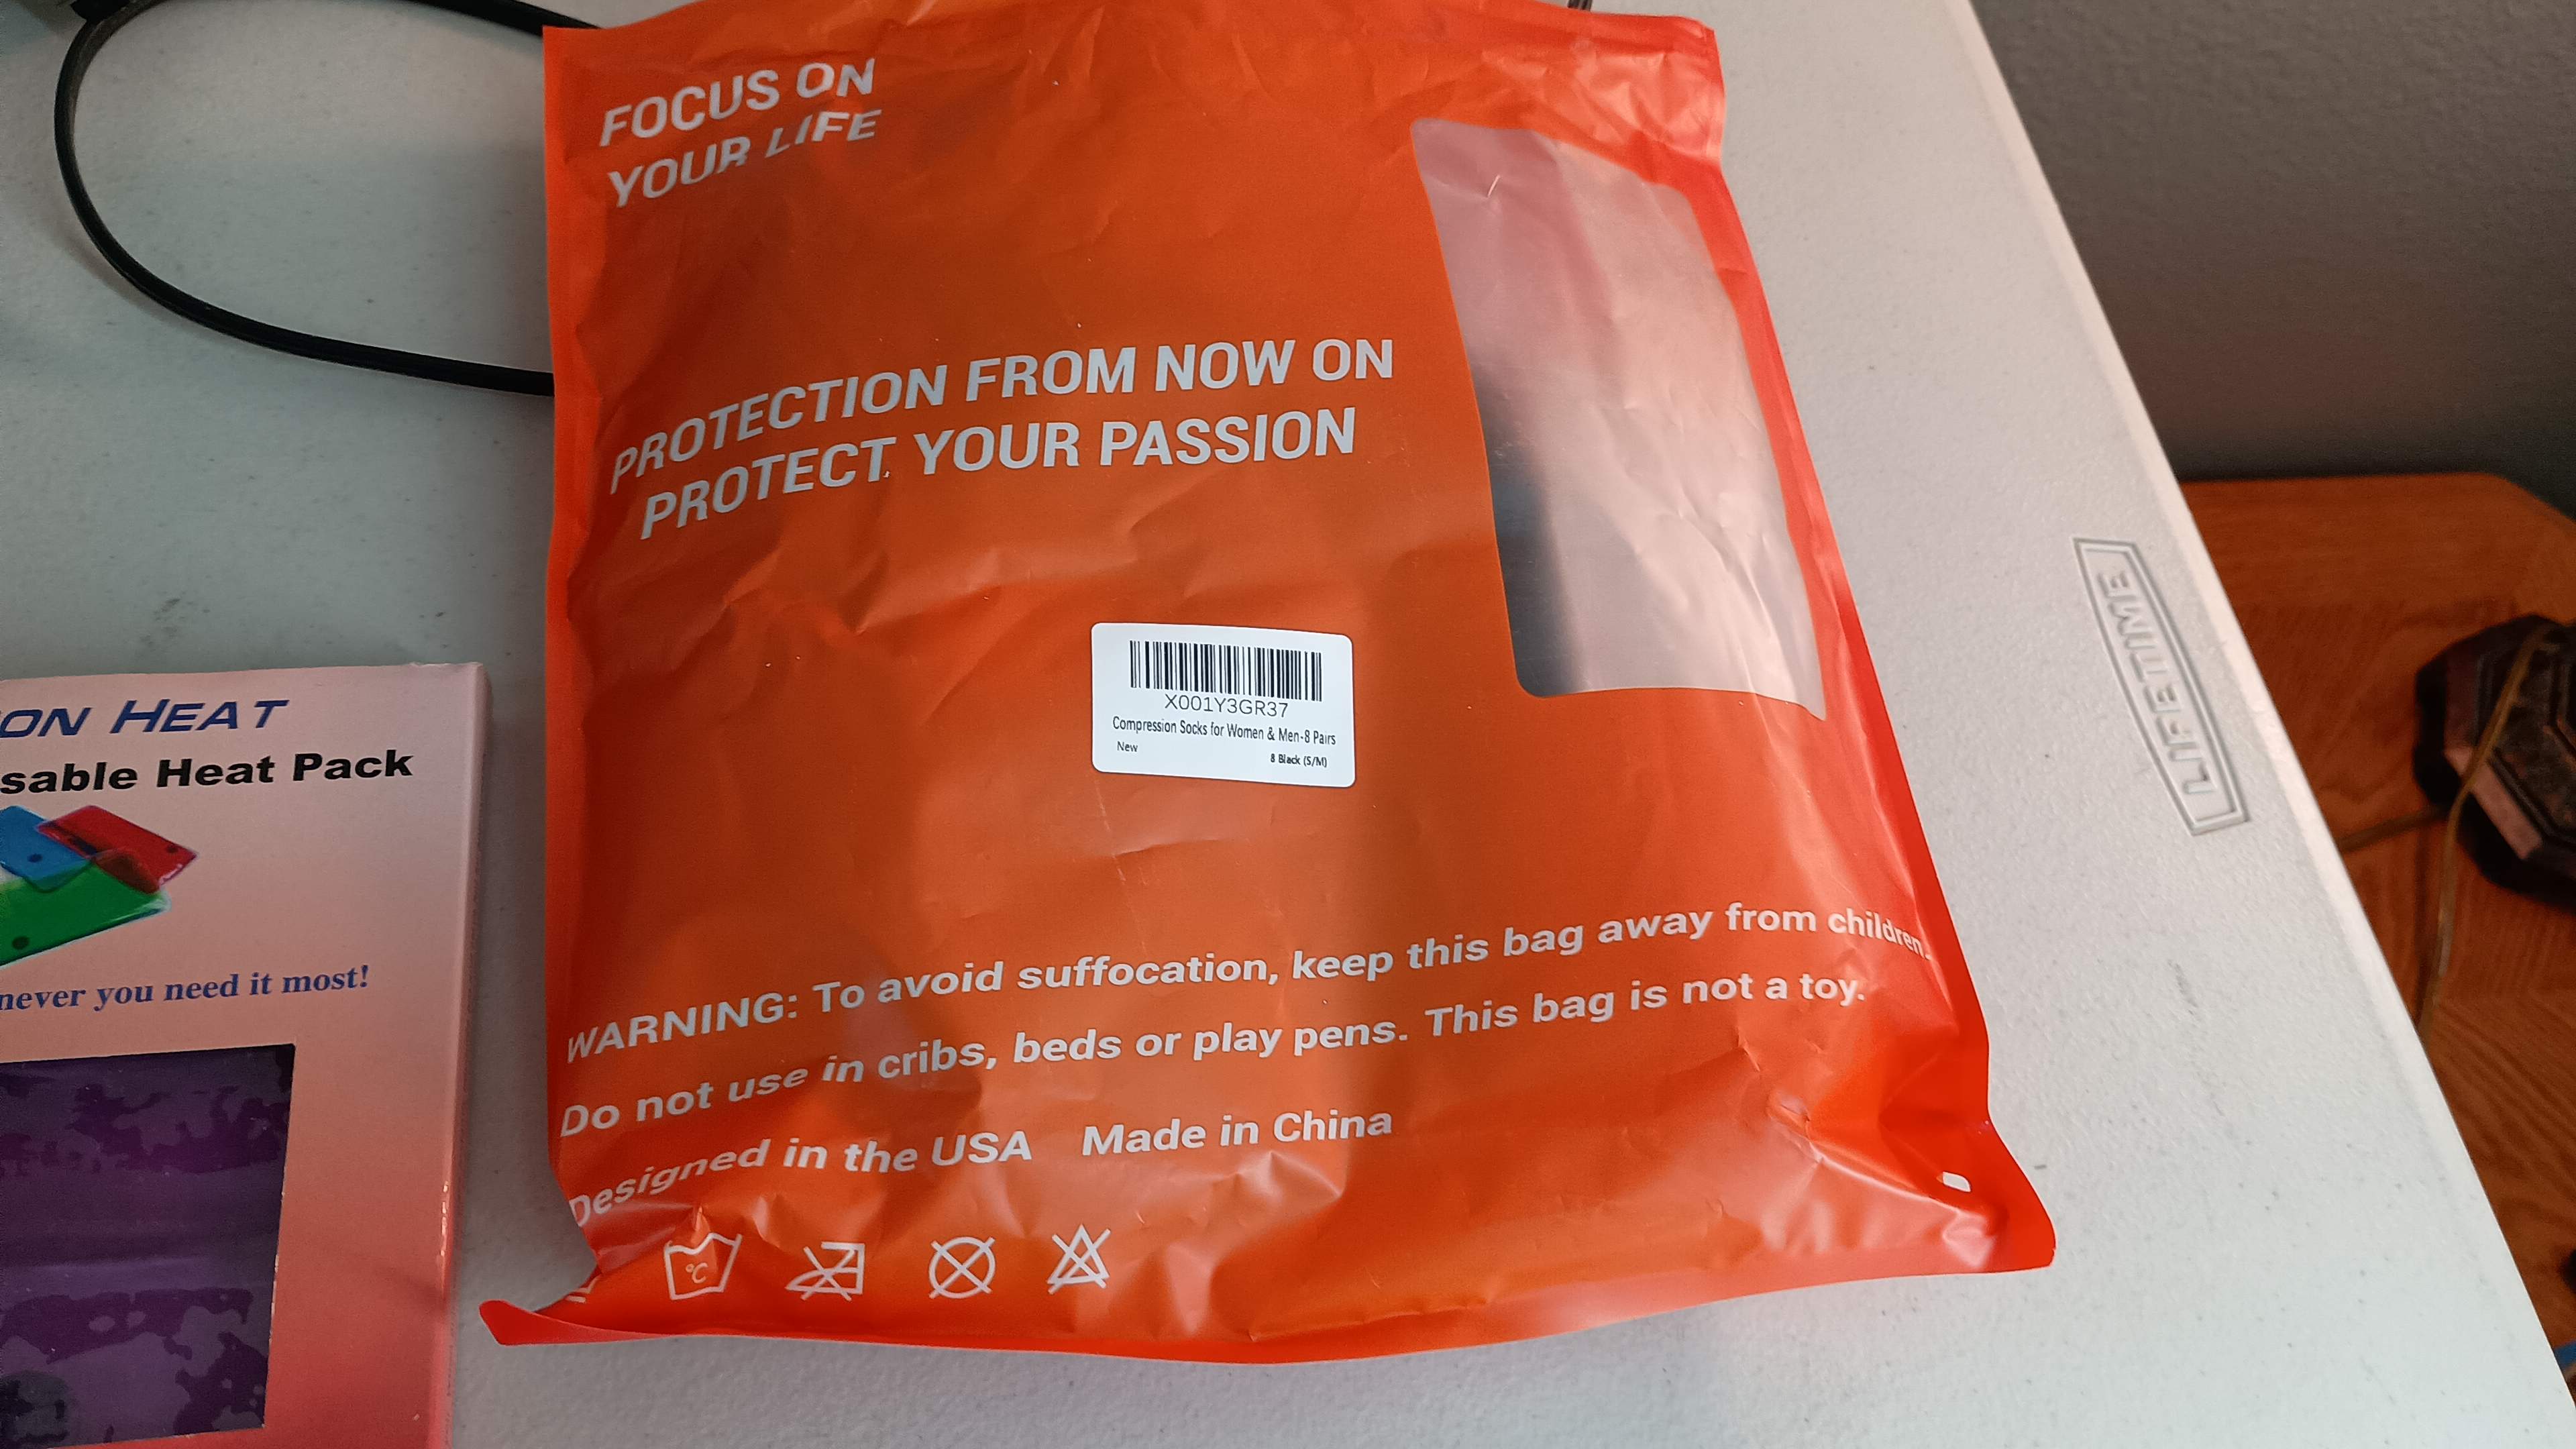 FOCUS ON
YOUR LIFE
PROTECTION FROM NOW ON
PROTECT YOUR PASSION
X001Y3GR37
Compression Socks for Women & Men-8 Pairs
New
8 Black (S/M)
WARNING: To avoid suffocation, keep this bag away from children.
Do not use in cribs, beds or play pens. This bag is not a toy.
Designed in the USA Made in China
°C
ON HEAT
sable Heat Pack
never you need it most!
LIFETIME